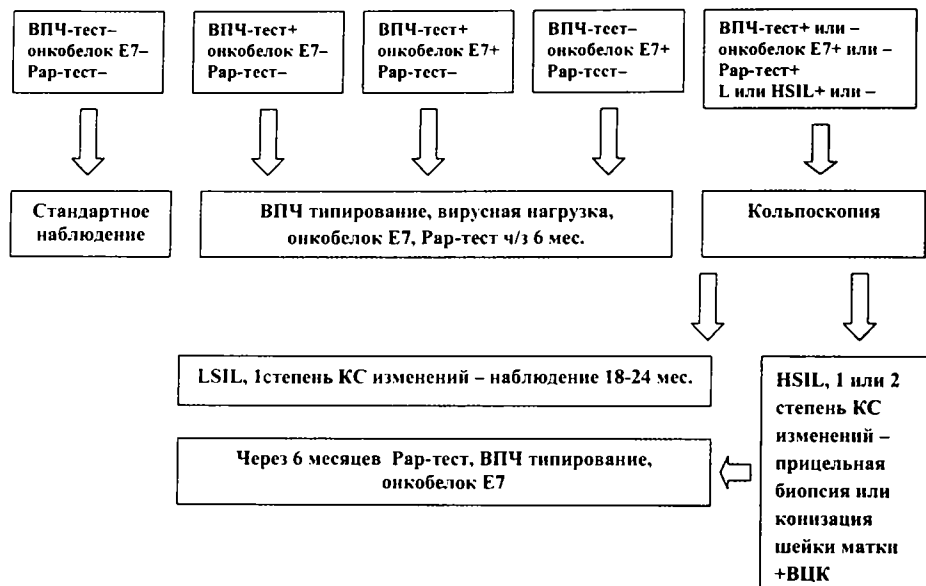 ВПЧ-тест–
онкобелок Е7–
Рар-тест–
ВПЧ-тест+
онкобелок Е7–
Рар-тест–
ВПЧ-тест+
онкобелок Е7+
Рар-тест–
ВПЧ-тест–
онкобелок Е7+
Рар-тест–
ВПЧ-тест+ или –
онкобелок Е7+ или –
Рар-тест+
L или HSIL+ или –
Стандартное
наблюдение
ВПЧ типирование, вирусная нагрузка,
онкобелок Е7, Рар-тест ч/з 6 мес.
Кольпоскопия
LSIL, 1степень КС изменений – наблюдение 18-24 мес.
Через 6 месяцев Рар-тест, ВПЧ типирование,
онкобелок Е7
HSIL, 1 или 2
степень КС
изменений –
прицельная
биопсия или
конизация
шейки матки
+ВЦК